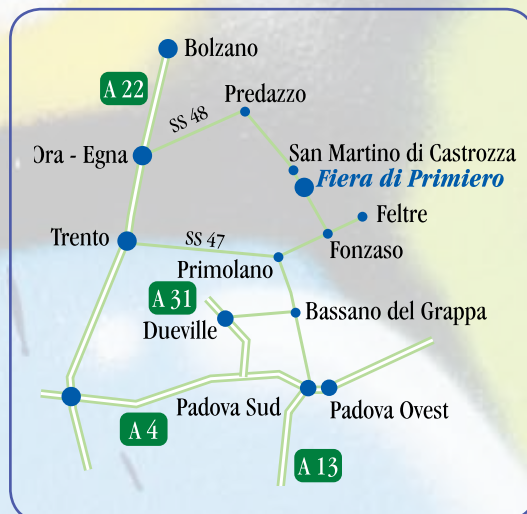 Bolzano
A 22
Predazzo
SS 48
Ora - Egna
San Martino di Castrozza
Fiera di Primiero
Feltre
Trento
SS 47
Fonzaso
Primolano
A 31
Bassano del Grappa
Dueville
Padova Sud
Padova Ovest
A 4
A 13